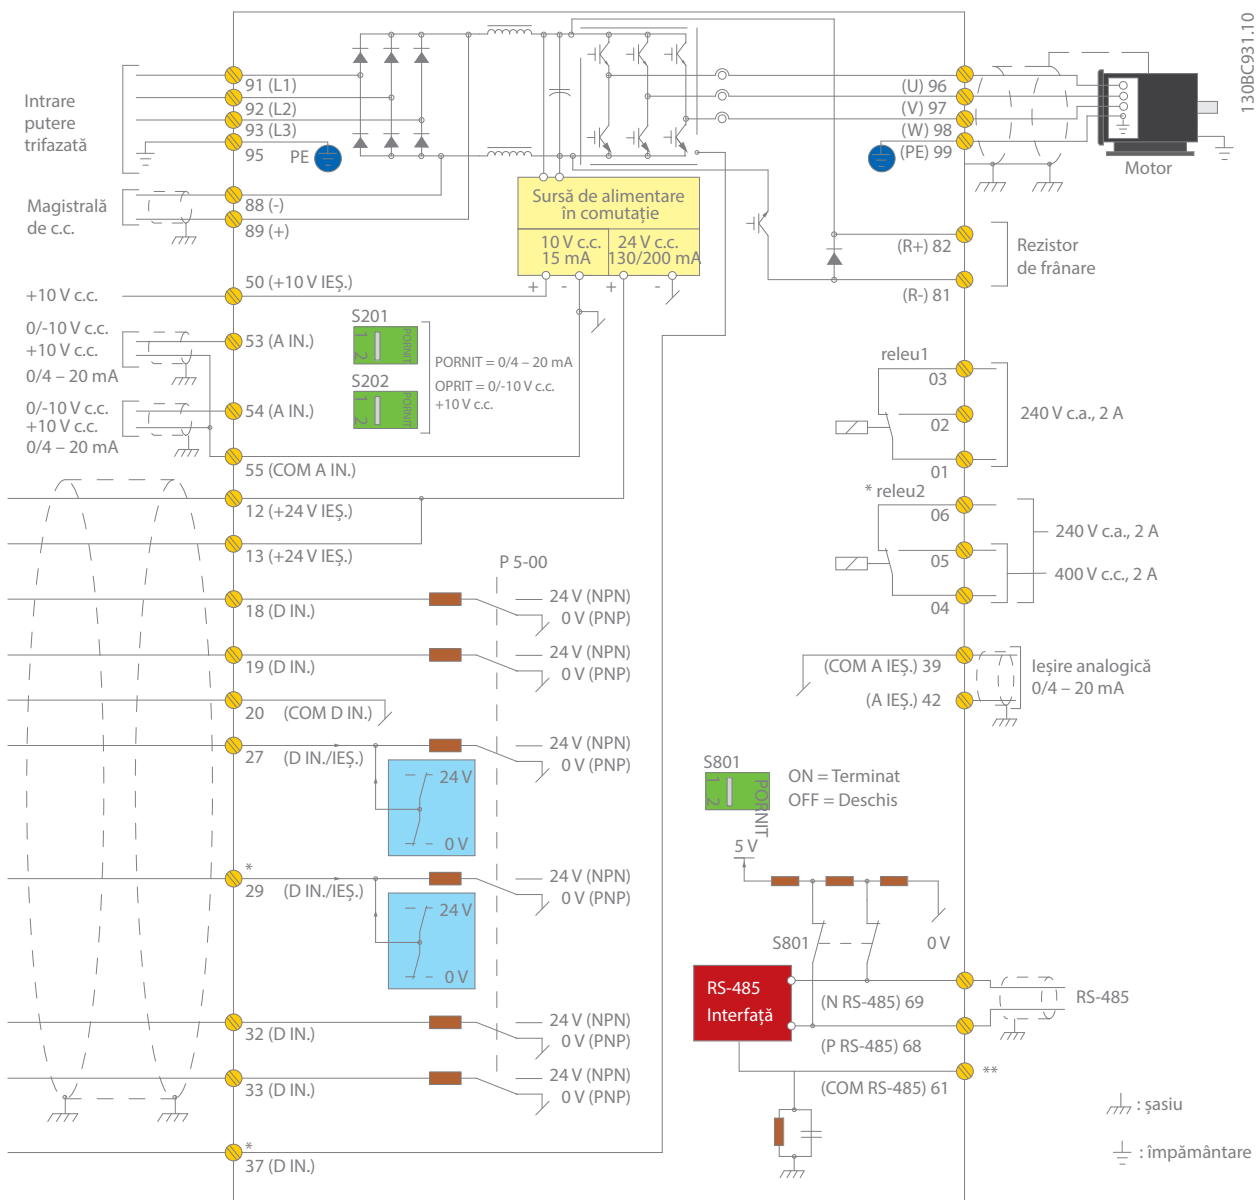 130BC931.10
Intrare
putere
trifazată
91 (L1)
92 (L2)
93 (L3)
95
PE
Magistrală
de c.c.
88 (-)
89 (+)
+10 V c.c.
50 (+10 V IEȘ.)
0/-10 V c.c.
+10 V c.c.
0/4 – 20 mA
53 (A IN.)
0/-10 V c.c.
+10 V c.c.
0/4 – 20 mA
54 (A IN.)
55 (COM A IN.)
12 (+24 V IEȘ.)
13 (+24 V IEȘ.)
18 (D IN.)
19 (D IN.)
20 (COM D IN.)
27 (D IN./IEȘ.)
*
29 (D IN./IEȘ.)
32 (D IN.)
33 (D IN.)
*
37 (D IN.)
Sursă de alimentare
în comutație
10 V c.c.
15 mA
24 V c.c.
130/200 mA
+ - + -
S201
1 2
PORNIT
S202
1 2
PORNIT
PORNIT = 0/4 – 20 mA
OPRIT = 0/-10 V c.c.
+10 V c.c.
P 5-00
24 V (NPN)
0 V (PNP)
24 V (NPN)
0 V (PNP)
24 V (NPN)
0 V (PNP)
24 V
0 V
24 V (NPN)
0 V (PNP)
24 V
0 V
24 V (NPN)
0 V (PNP)
24 V (NPN)
0 V (PNP)
(U) 96
(V) 97
(W) 98
(PE) 99
Motor
(R+) 82
(R-) 81
Rezistor
de frânare
releu1
03
02
01
240 V c.a., 2 A
* releu2
06
05
04
240 V c.a., 2 A
400 V c.c., 2 A
(COM A IEȘ.) 39
(A IEȘ.) 42
Ieșire analogică
0/4 – 20 mA
S801
1 2
PORNIT
ON = Terminat
OFF = Deschis
5 V
S801
0 V
RS-485
Interfață
(N RS-485) 69
(P RS-485) 68
(COM RS-485) 61
RS-485
**
: șasiu
: împământare